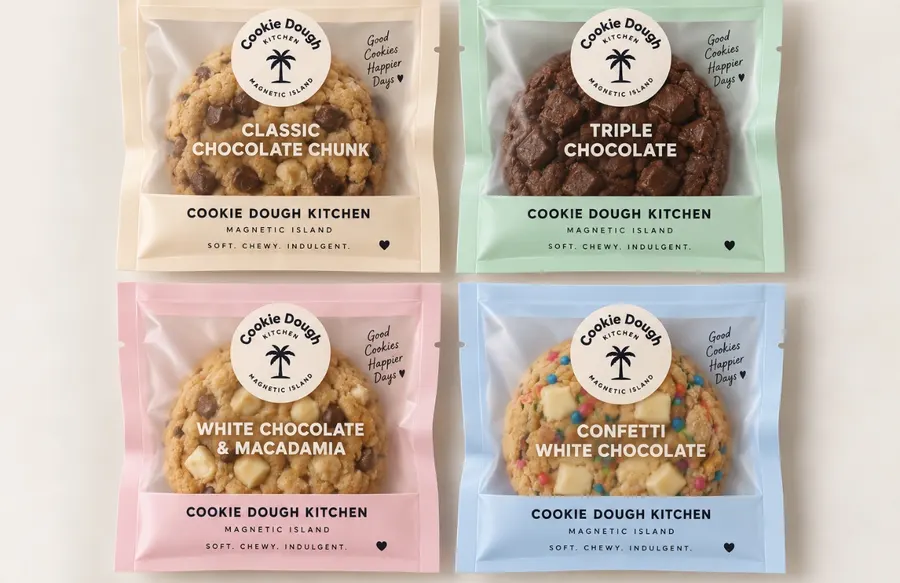 Cookie Dough
KITCHEN
MAGNETIC ISLAND
Good
Cookies
Happier
Days
CLASSIC
CHOCOLATE CHUNK
COOKIE DOUGH KITCHEN
MAGNETIC ISLAND
SOFT. CHEWY. INDULGENT.
Cookie Dough
KITCHEN
MAGNETIC ISLAND
Good
Cookies
Happier
Days
TRIPLE
CHOCOLATE
COOKIE DOUGH KITCHEN
MAGNETIC ISLAND
SOFT. CHEWY. INDULGENT.
Cookie Dough
KITCHEN
MAGNETIC ISLAND
Good
Cookies
Happier
Days
WHITE CHOCOLATE
& MACADAMIA
COOKIE DOUGH KITCHEN
MAGNETIC ISLAND
SOFT. CHEWY. INDULGENT.
Cookie Dough
KITCHEN
MAGNETIC ISLAND
Good
Cookies
Happier
Days
CONFETTI
WHITE CHOCOLATE
COOKIE DOUGH KITCHEN
MAGNETIC ISLAND
SOFT. CHEWY. INDULGENT.